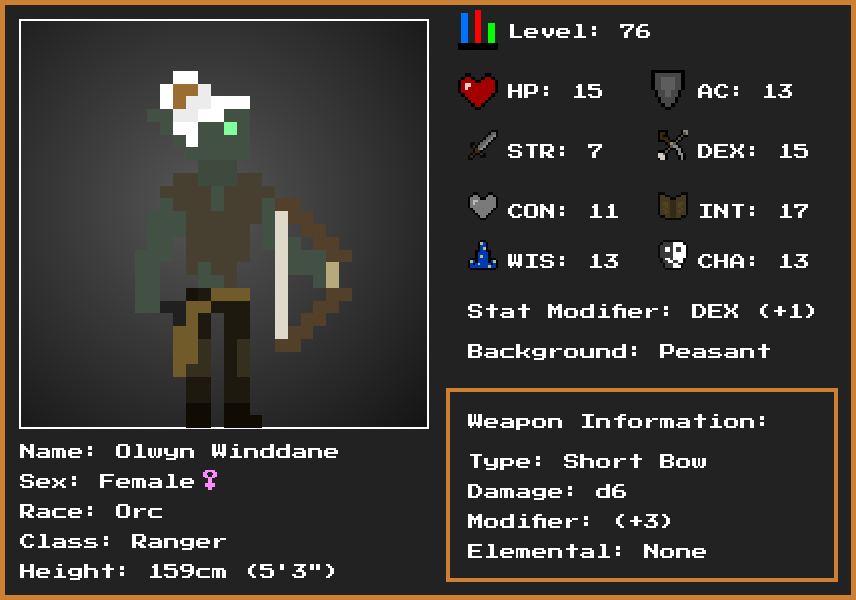 Level: 76
HP: 15
AC: 13
STR: 7
DEX: 15
CON: 11
INT: 17
WIS: 13
CHA: 13
Stat Modifier: DEX (+1)
Background: Peasant
Weapon Information:
Type: Short Bow
Damage: d6
Modifier: (+3)
Elemental: None
Name: Olwyn Winddane
Sex: Female♀
Race: Orc
Class: Ranger
Height: 159cm (5'3")